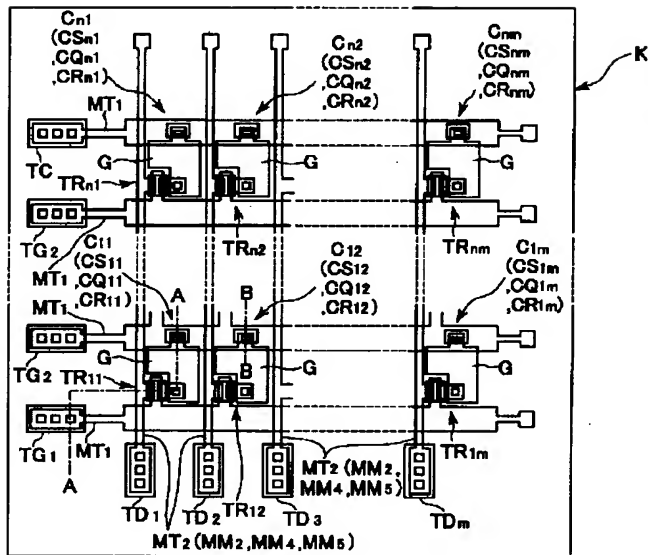 Cn1
(CSn1
,CQn1
,CRn1)
Cn2
(CSn2
,CQn2
,CRn2)
Cnm
(CSnm
,CQnm
,CRnm)
K
MT1
TC
G
G
G
TRn1
TRn2
TRnm
TG2
MT1
C11
(CS11
,CQ11
,CR11)
C12
(CS12
,CQ12
,CR12)
C1m
(CS1m
,CQ1m
,CR1m)
MT1
A
B
TG2
G
G
G
TR11
B
TG1
MT1
A
TR12
TR1m
MT2(MM2,
MM4,MM5)
TD1
TD2
TD3
TDm
MT2(MM2,MM4,MM5)